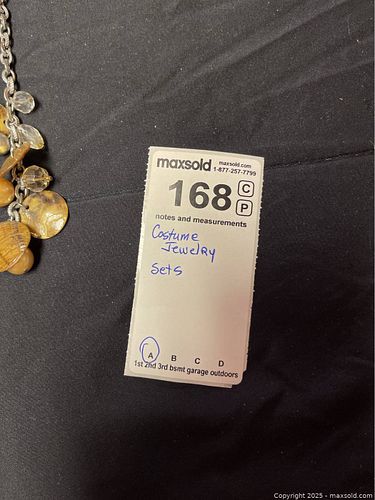 maxsold maxsold.com
1-877-257-7799
168 C
P
notes and measurements
Costume
Jewelry
Sets
A B C D
1st 2nd 3rd bsmt garage outdoors
Copyright 2025 - maxsold.com